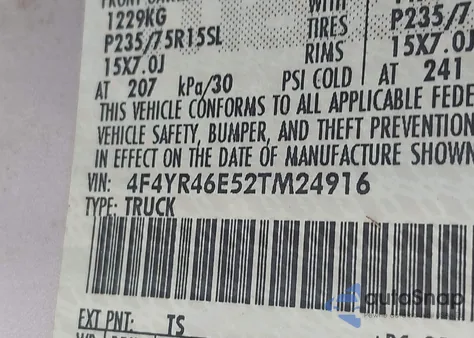 1229KG WITH P235/7
P235/75R15SL TIRES 15X7.0J
15X7.0J RIMS
AT 207 kPa/30 PSI COLD AT 241
THIS VEHICLE CONFORMS TO ALL APPLICABLE FEDE
VEHICLE SAFETY, BUMPER, AND THEFT PREVENTION
IN EFFECT ON THE DATE OF MANUFACTURE SHOWN
VIN: 4F4YR46E52TM24916
TYPE: TRUCK
autoSnap
EXT PNT: TS